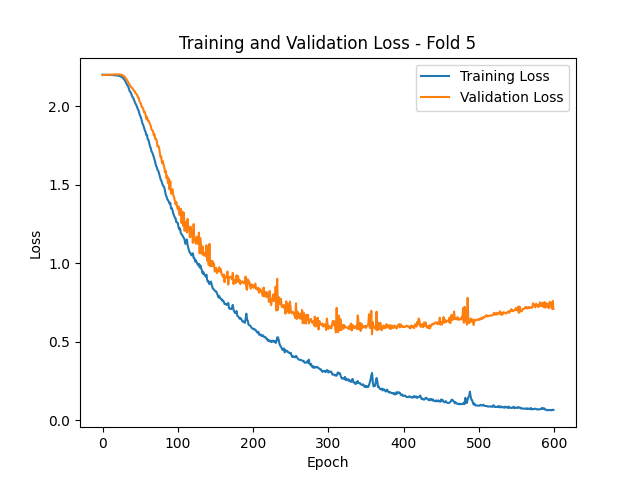 Training and Validation Loss - Fold 5
Training Loss
Validation Loss
2.0
1.5
1.0
0.5
0.0
Loss
0 100 200 300 400 500 600
Epoch